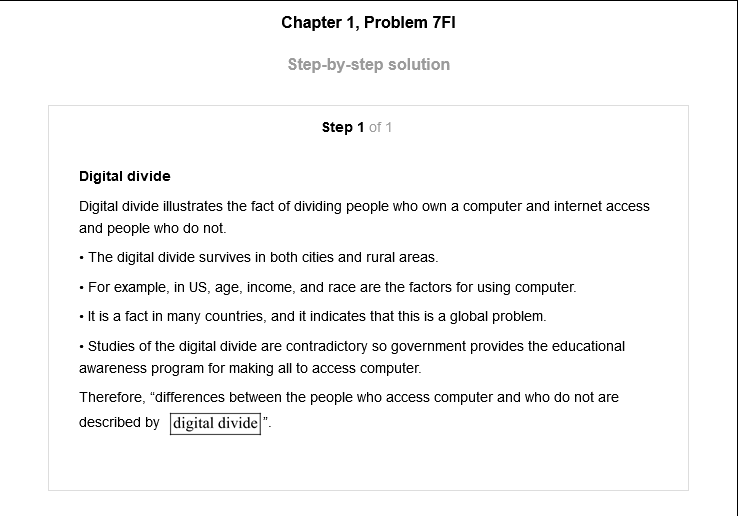 Chapter 1, Problem 7FI
Step-by-step solution
Step 1 of 1
Digital divide
Digital divide illustrates the fact of dividing people who own a computer and internet access
and people who do not.
• The digital divide survives in both cities and rural areas.
• For example, in US, age, income, and race are the factors for using computer.
• It is a fact in many countries, and it indicates that this is a global problem.
• Studies of the digital divide are contradictory so government provides the educational
awareness program for making all to access computer.
Therefore, “differences between the people who access computer and who do not are
described by digital divide”.